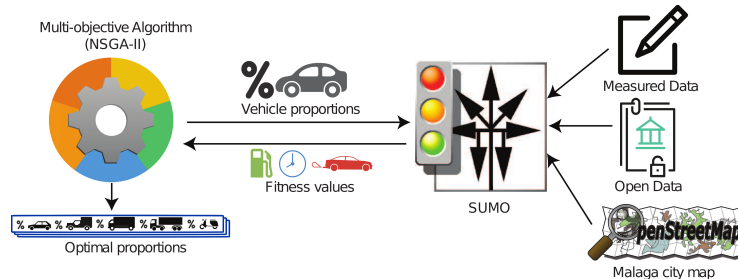 Multi-objective Algorithm
(NSGA-II)
%
Vehicle proportions
Fitness values
% % % % %
Optimal proportions
SUMO
Measured Data
Open Data
penStreetMap
Malaga city map